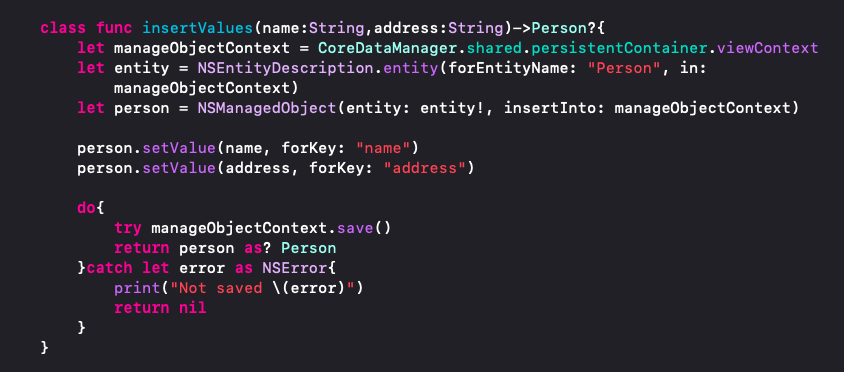 class func insertValues(name:String,address:String)->Person?{
    let manageObjectContext = CoreDataManager.shared.persistentContainer.viewContext
    let entity = NSEntityDescription.entity(forEntityName: "Person", in:
        manageObjectContext)
    let person = NSManagedObject(entity: entity!, insertInto: manageObjectContext)

    person.setValue(name, forKey: "name")
    person.setValue(address, forKey: "address")

    do{
        try manageObjectContext.save()
        return person as? Person
    }catch let error as NSError{
        print("Not saved \(error)")
        return nil
    }
}